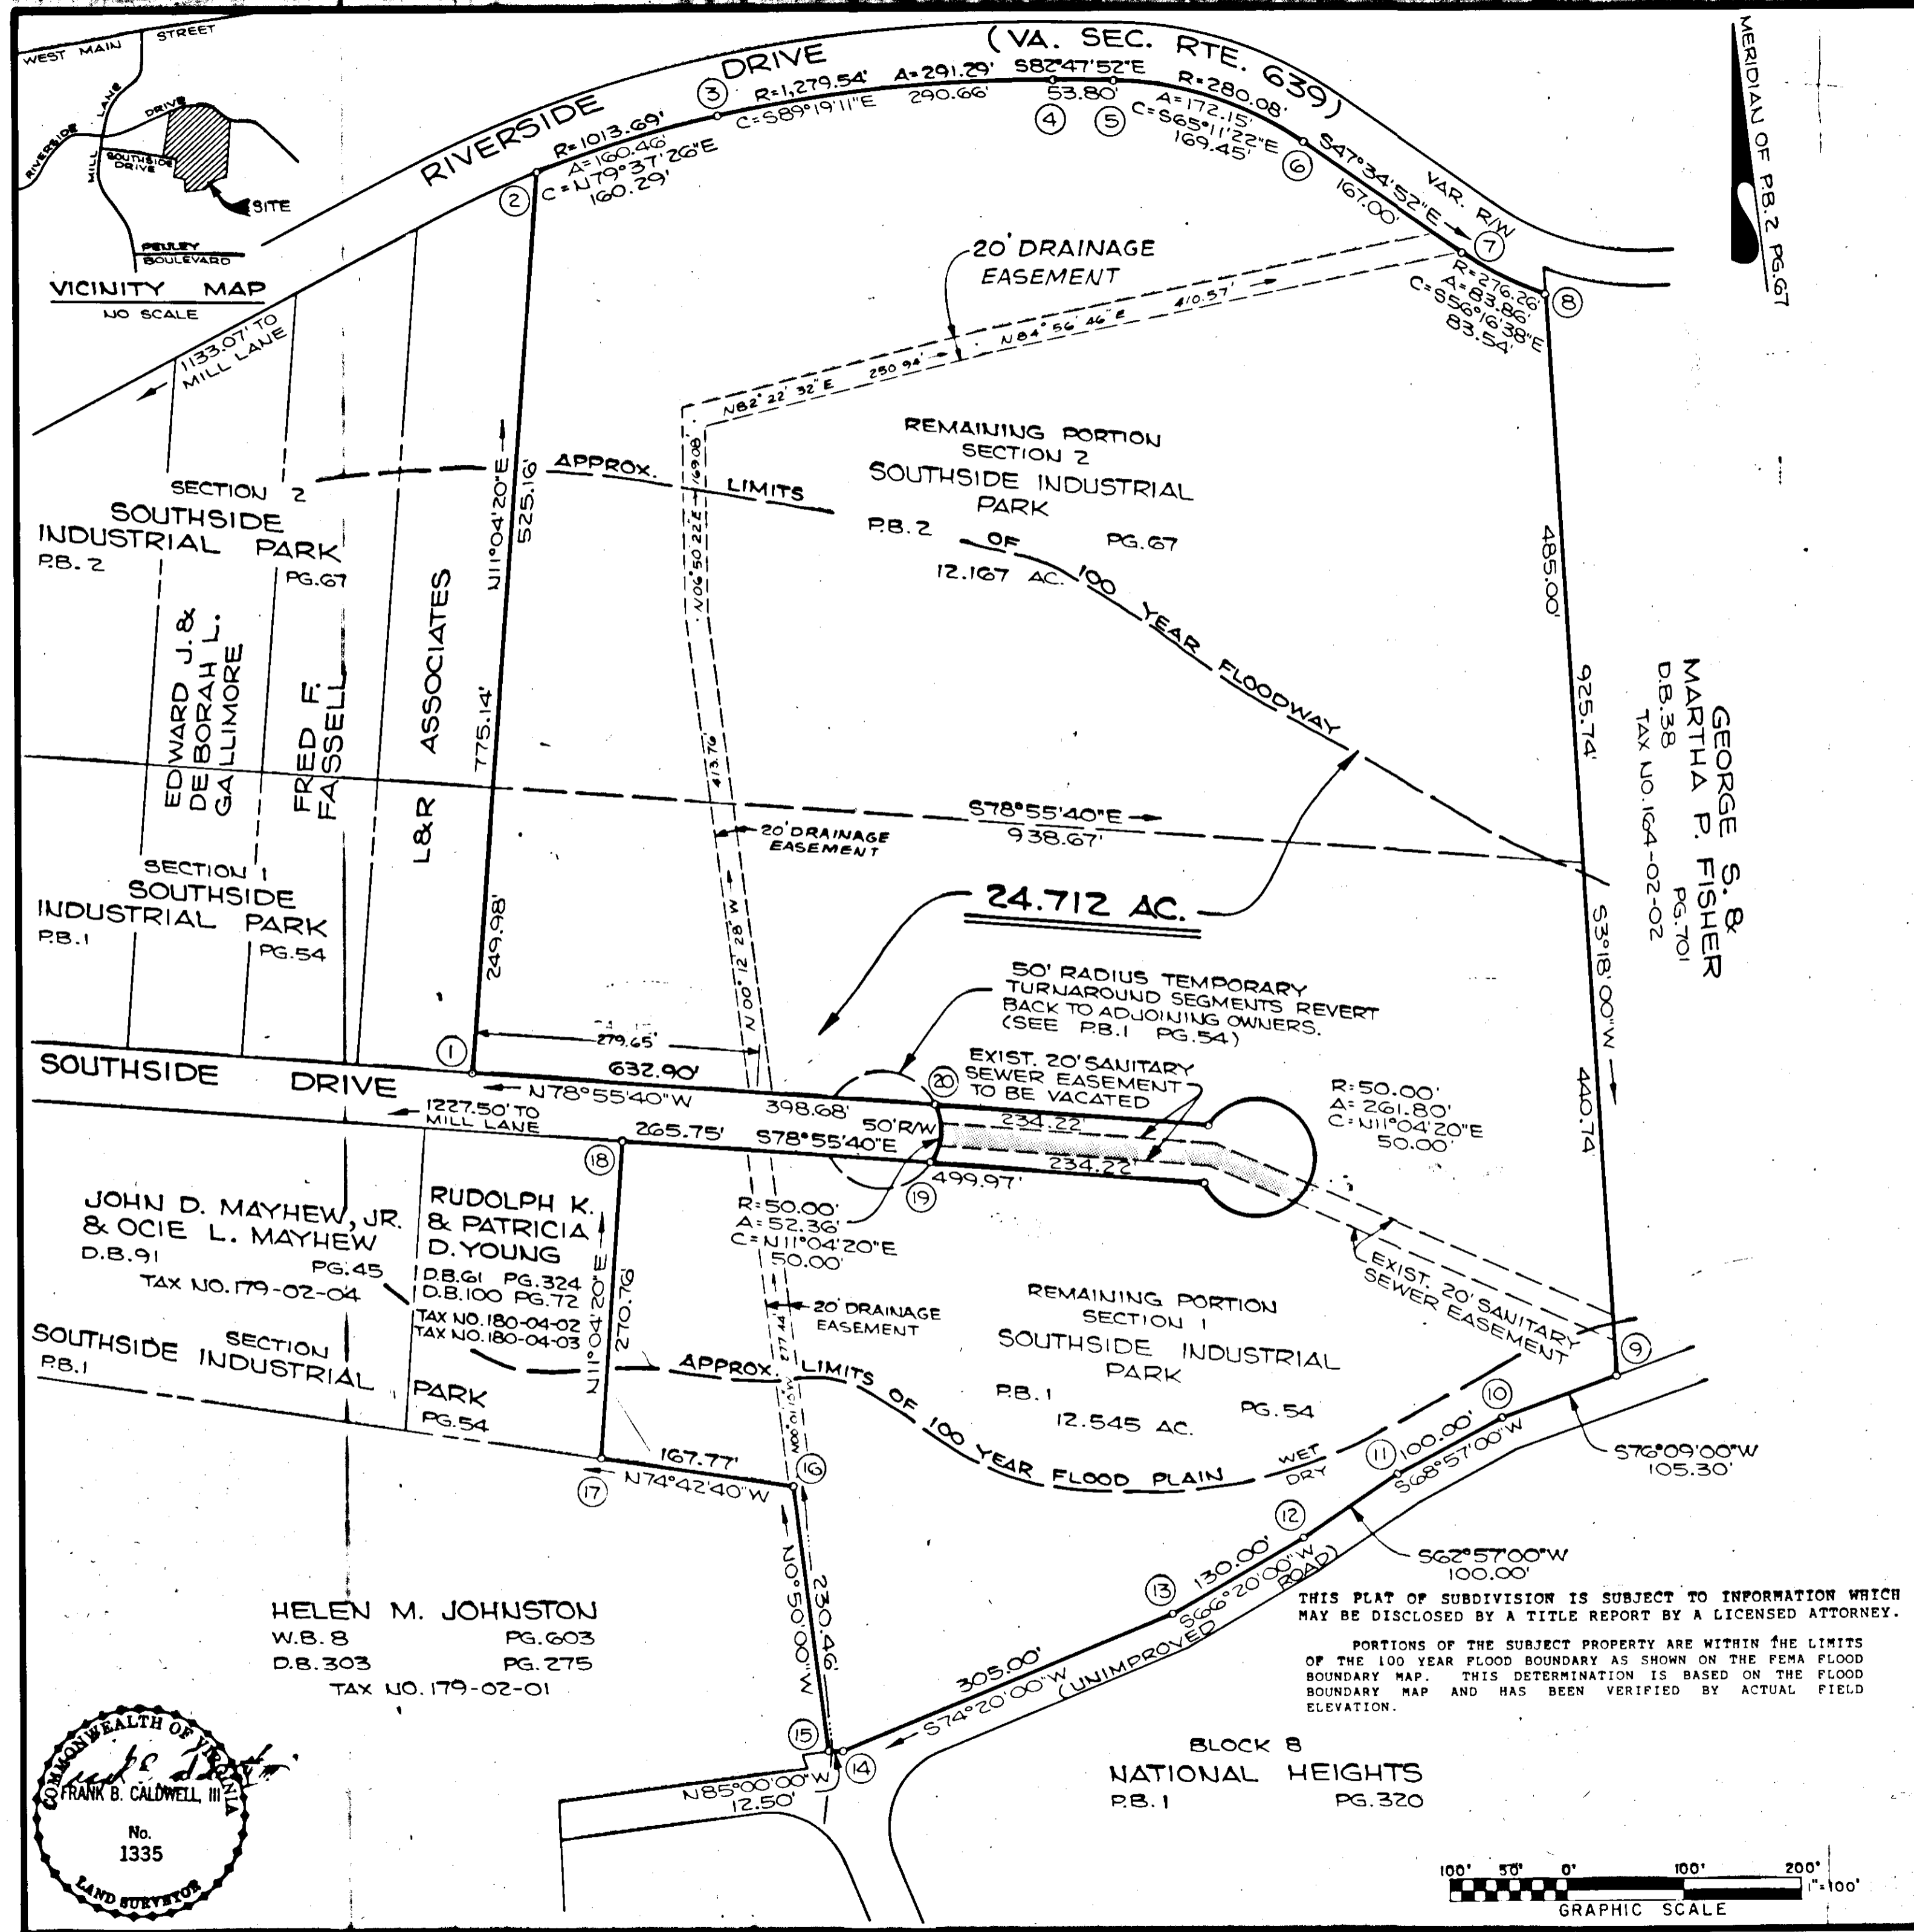 WEST MAIN STREET
RIVERSIDE DRIVE
MILL LANE
SOUTHSIDE
DRIVE
SITE
PENLEY
BOULEVARD
VICINITY MAP
NO SCALE
RIVERSIDE DRIVE (VA. SEC. RTE. 639)
VAR. R/W
MERIDIAN OF P.B.2 PG.67
1133.07' TO
MILL LANE
2
R=1013.69'
A=160.46'
C=N79°37'26"E
160.29'
3
R=1,279.54' A=291.29'
C=S89°19'11"E 290.66'
S82°47'52"E
53.80'
4
5
R=280.08'
A=172.15'
C=S65°11'22"E
169.45'
6
S47°34'52"E
167.00'
7
R=276.26'
A=83.86'
C=S56°16'38"E
83.54'
8
20' DRAINAGE
EASEMENT
N82°22'32"E 250.94'
N84°56'46"E 410.57'
N06°50'22"E 169.08'
REMAINING PORTION
SECTION 2
SOUTHSIDE INDUSTRIAL
PARK
P.B.2 PG.67
12.167 AC.
APPROX. LIMITS OF 100 YEAR FLOODWAY
SECTION 2
SOUTHSIDE
INDUSTRIAL PARK
P.B. 2 PG.67
EDWARD J. &
DEBORAH L.
GALLIMORE
FRED F.
FASSELL
L&R ASSOCIATES
N11°04'20"E
525.16'
775.14'
249.98'
485.00'
925.74'
S3°18'00"W
440.74'
GEORGE S. &
MARTHA P. FISHER
D.B.38 PG.701
TAX NO.164-02-02
413.76'
S78°55'40"E
938.67'
20' DRAINAGE
EASEMENT
N00°12'28"W
24.712 AC.
SECTION 1
SOUTHSIDE
INDUSTRIAL PARK
P.B.1 PG.54
50' RADIUS TEMPORARY
TURNAROUND SEGMENTS REVERT
BACK TO ADJOINING OWNERS.
(SEE P.B.1 PG.54)
EXIST. 20' SANITARY
SEWER EASEMENT
TO BE VACATED
1
279.65'
632.90'
N78°55'40"W
398.68'
20
SOUTHSIDE DRIVE
1227.50' TO
MILL LANE
265.75' S78°55'40"E
50'R/W
234.22'
234.22'
499.97'
18
19
R=50.00'
A=261.80'
C=N11°04'20"E
50.00'
R=50.00'
A=52.36'
C=N11°04'20"E
50.00'
JOHN D. MAYHEW, JR.
& OCIE L. MAYHEW
D.B.91 PG.45
TAX NO.179-02-04
RUDOLPH K.
& PATRICIA
D. YOUNG
D.B.61 PG.324
D.B.100 PG.72
TAX NO.180-04-02
TAX NO.180-04-03
N11°04'20"E
270.76'
SECTION
SOUTHSIDE INDUSTRIAL PARK
P.B.1 PG.54
20' DRAINAGE
EASEMENT
277.44'
REMAINING PORTION
SECTION 1
SOUTHSIDE INDUSTRIAL
PARK
P.B.1 PG.54
12.545 AC.
EXIST. 20' SANITARY
SEWER EASEMENT
APPROX. LIMITS OF 100 YEAR FLOOD PLAIN
WET
DRY
9
10
S76°09'00"W
105.30'
11
100.00'
S68°57'00"W
12
S62°57'00"W
100.00'
13
130.00'
S66°20'00"W
305.00'
S74°20'00"W
(UNIMPROVED ROAD)
167.77'
N74°42'40"W
16
17
N0°50'00"W
230.46'
15
14
N85°00'00"W
12.50'
HELEN M. JOHNSTON
W.B.8 PG.603
D.B.303 PG.275
TAX NO.179-02-01
THIS PLAT OF SUBDIVISION IS SUBJECT TO INFORMATION WHICH
MAY BE DISCLOSED BY A TITLE REPORT BY A LICENSED ATTORNEY.
PORTIONS OF THE SUBJECT PROPERTY ARE WITHIN THE LIMITS
OF THE 100 YEAR FLOOD BOUNDARY AS SHOWN ON THE FEMA FLOOD
BOUNDARY MAP. THIS DETERMINATION IS BASED ON THE FLOOD
BOUNDARY MAP AND HAS BEEN VERIFIED BY ACTUAL FIELD
ELEVATION.
BLOCK 8
NATIONAL HEIGHTS
P.B.1 PG.320
COMMONWEALTH OF VIRGINIA
FRANK B. CALDWELL, III
No.
1335
LAND SURVEYOR
100' 50' 0' 100' 200'
1"=100'
GRAPHIC SCALE